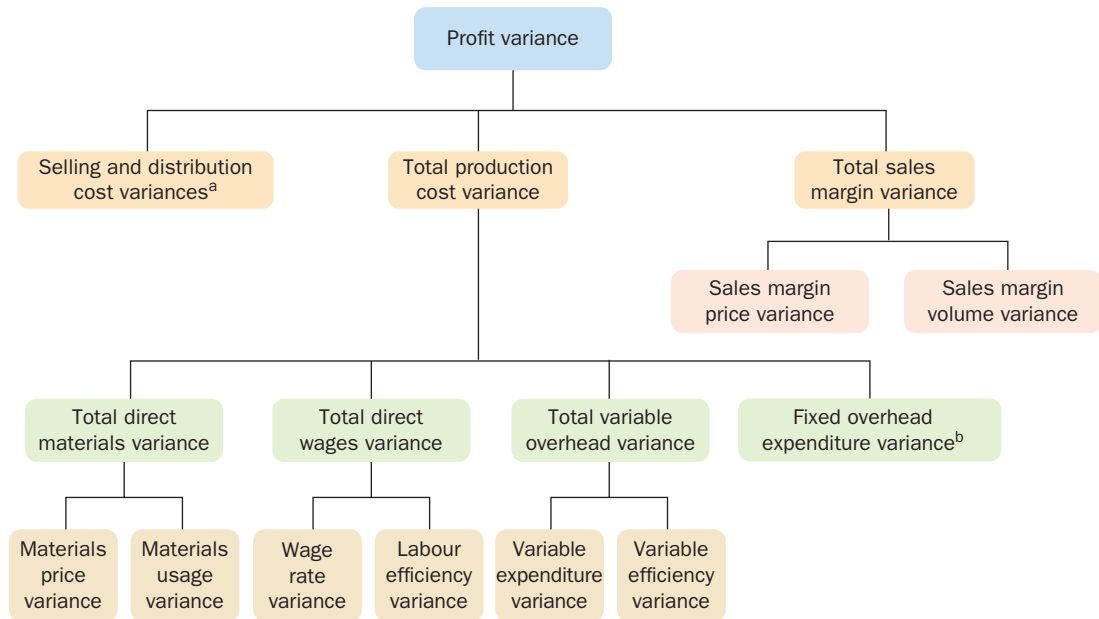 Profit variance
Selling and distribution
cost variancesᵃ
Total production
cost variance
Total sales
margin variance
Sales margin
price variance
Sales margin
volume variance
Total direct
materials variance
Total direct
wages variance
Total variable
overhead variance
Fixed overhead
expenditure varianceᵇ
Materials
price
variance
Materials
usage
variance
Wage
rate
variance
Labour
efficiency
variance
Variable
expenditure
variance
Variable
efficiency
variance